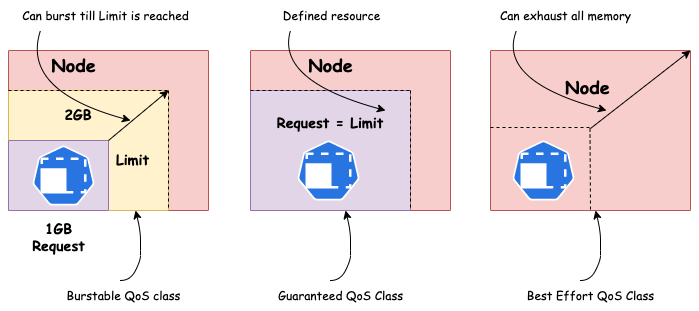 Can burst till Limit is reached
Node
2GB
Limit
1GB
Request
Burstable QoS class
Defined resource
Node
Request = Limit
Guaranteed QoS Class
Can exhaust all memory
Node
Best Effort QoS Class